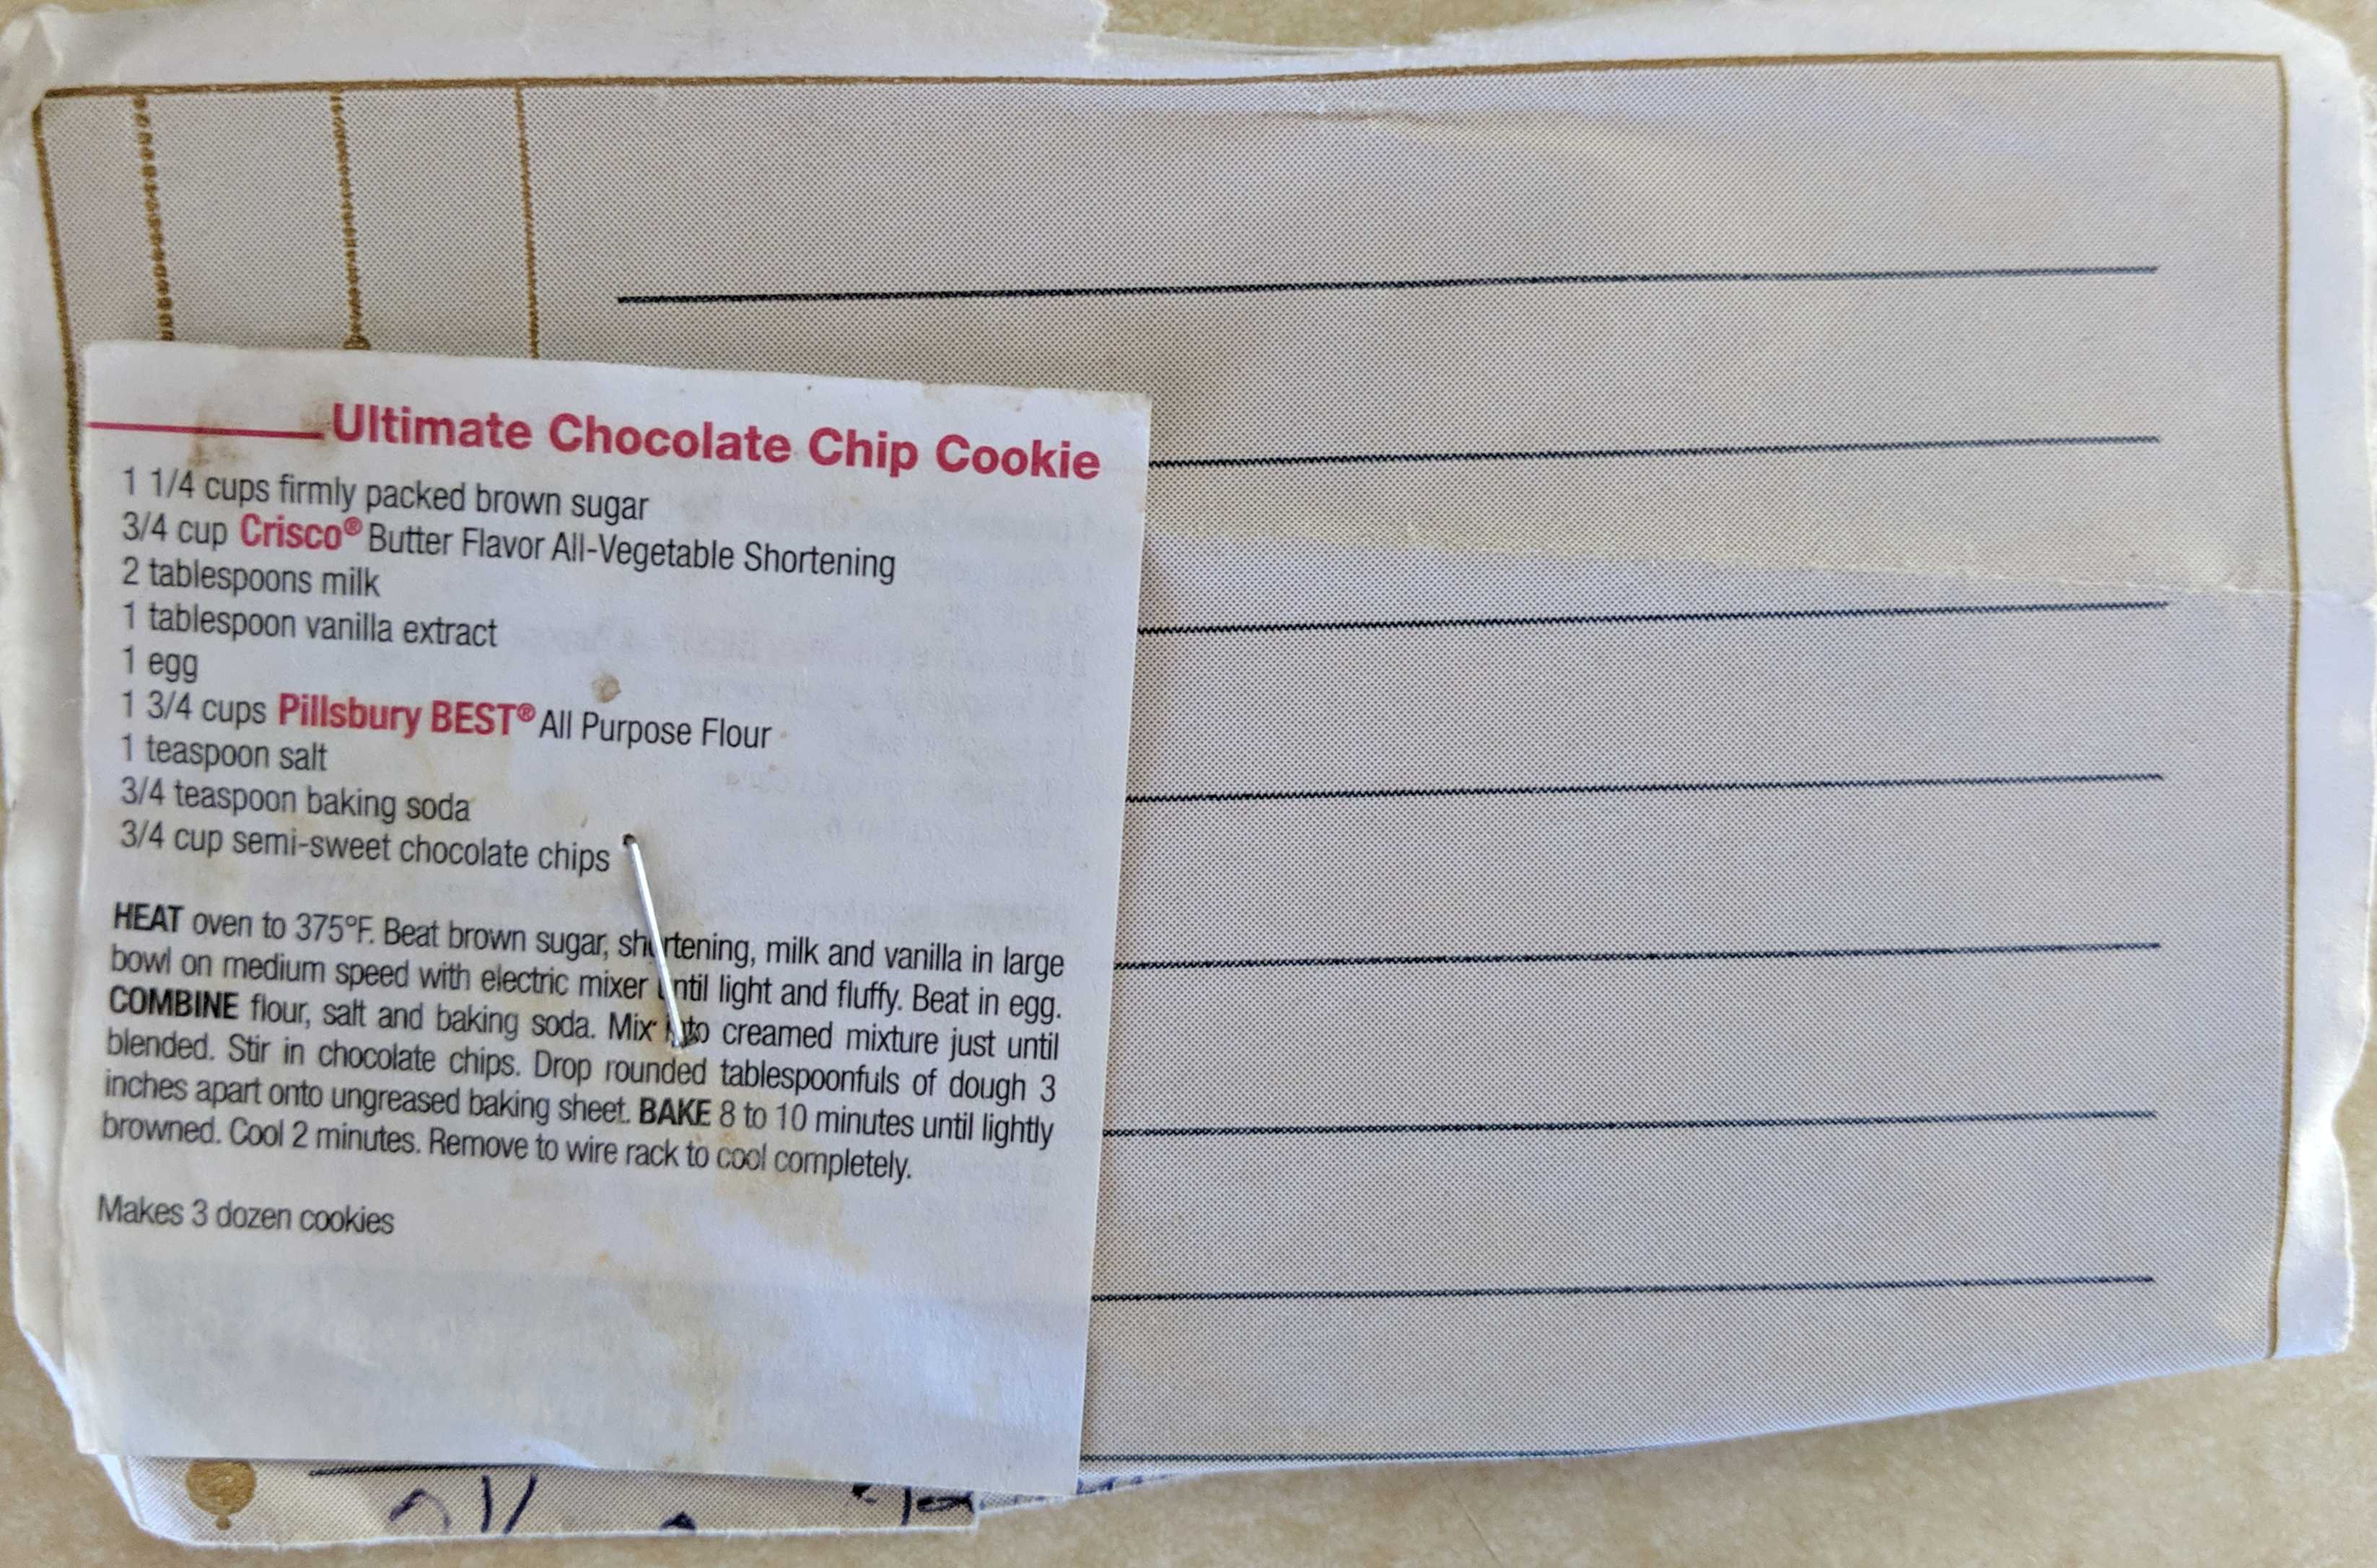 Ultimate Chocolate Chip Cookie
1 1/4 cups firmly packed brown sugar
3/4 cup Crisco® Butter Flavor All-Vegetable Shortening
2 tablespoons milk
1 tablespoon vanilla extract
1 egg
1 3/4 cups Pillsbury BEST® All Purpose Flour
1 teaspoon salt
3/4 teaspoon baking soda
3/4 cup semi-sweet chocolate chips
HEAT oven to 375°F. Beat brown sugar, shortening, milk and vanilla in large
bowl on medium speed with electric mixer until light and fluffy. Beat in egg.
COMBINE flour, salt and baking soda. Mix into creamed mixture just until
blended. Stir in chocolate chips. Drop rounded tablespoonfuls of dough 3
inches apart onto ungreased baking sheet. BAKE 8 to 10 minutes until lightly
browned. Cool 2 minutes. Remove to wire rack to cool completely.
Makes 3 dozen cookies